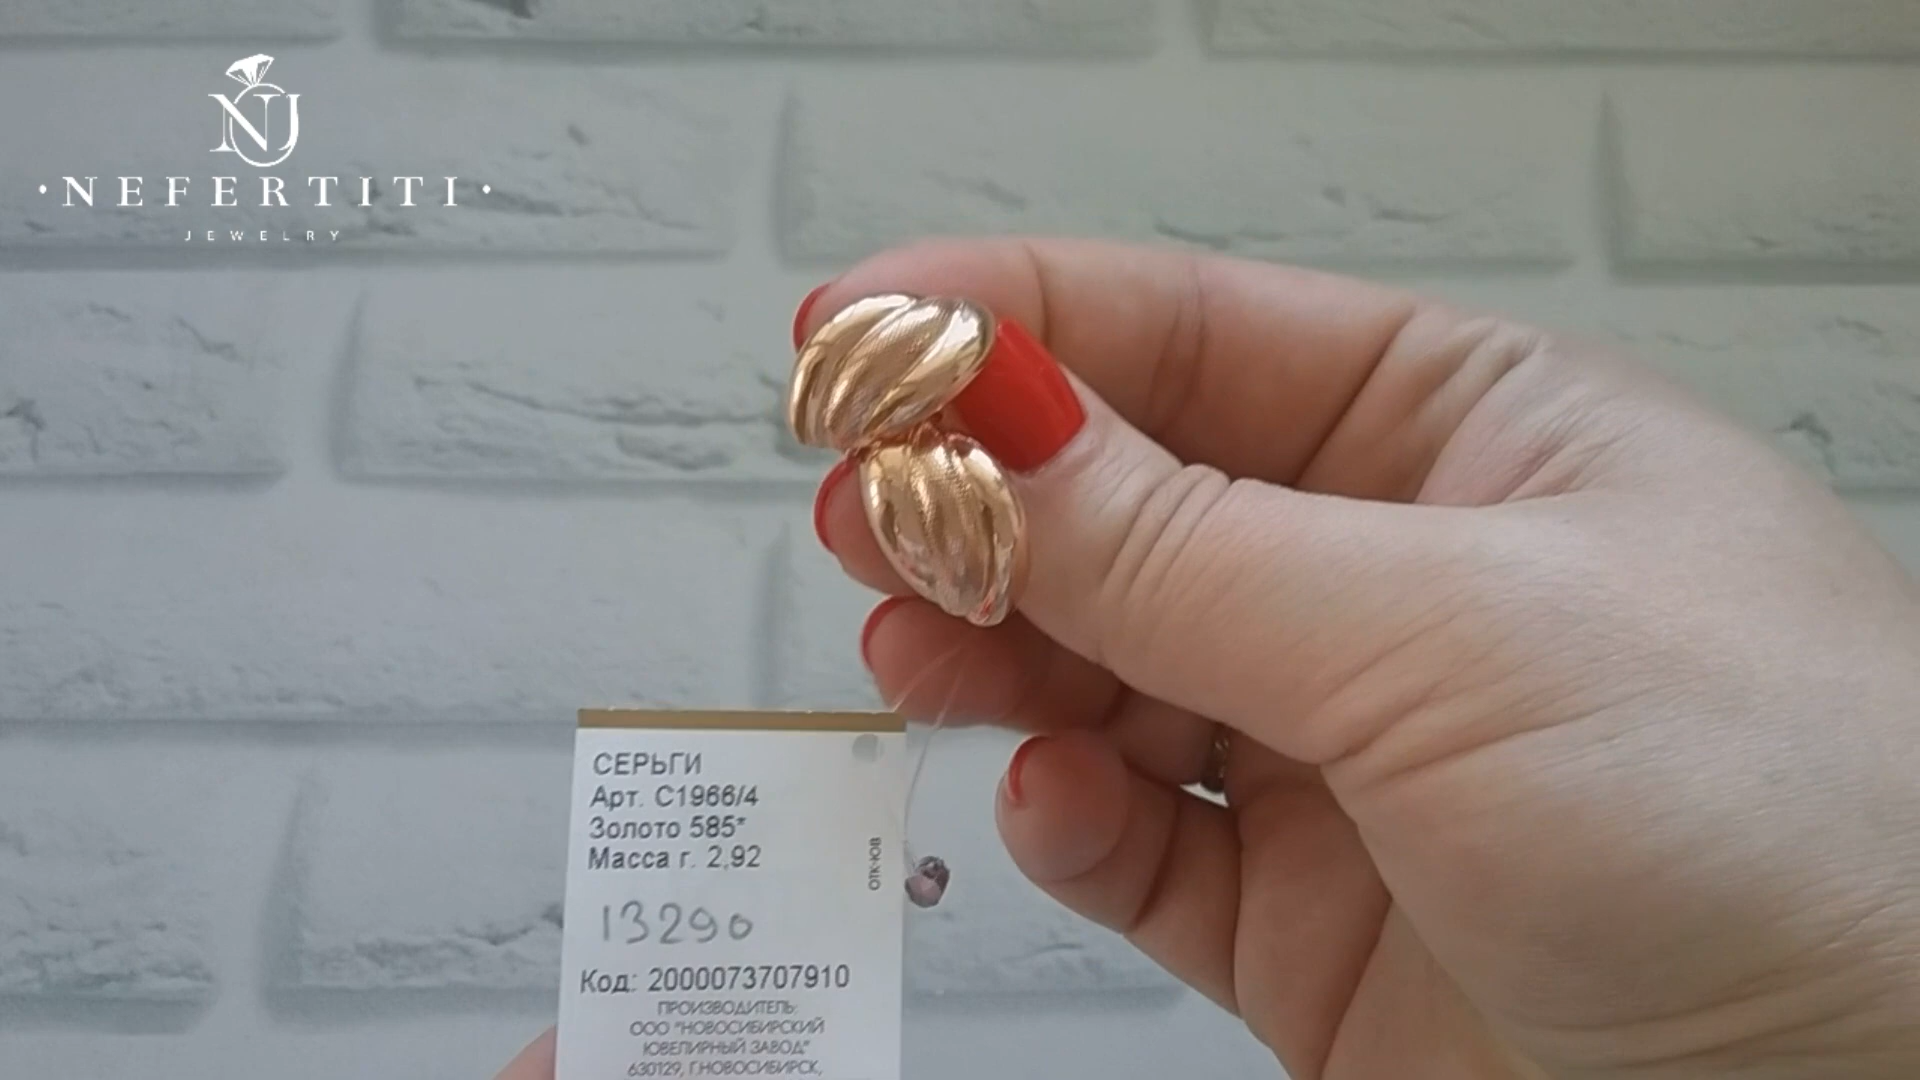 NJ
·NEFERTITI·
JEWELRY
СЕРЬГИ
Арт. С1966/4
Золото 585*
Масса г. 2,92
ОТК-ЮВ
13290
Код: 2000073707910
ПРОИЗВОДИТЕЛЬ:
ООО "НОВОСИБИРСКИЙ
ЮВЕЛИРНЫЙ ЗАВОД"
630129, Г.НОВОСИБИРСК,